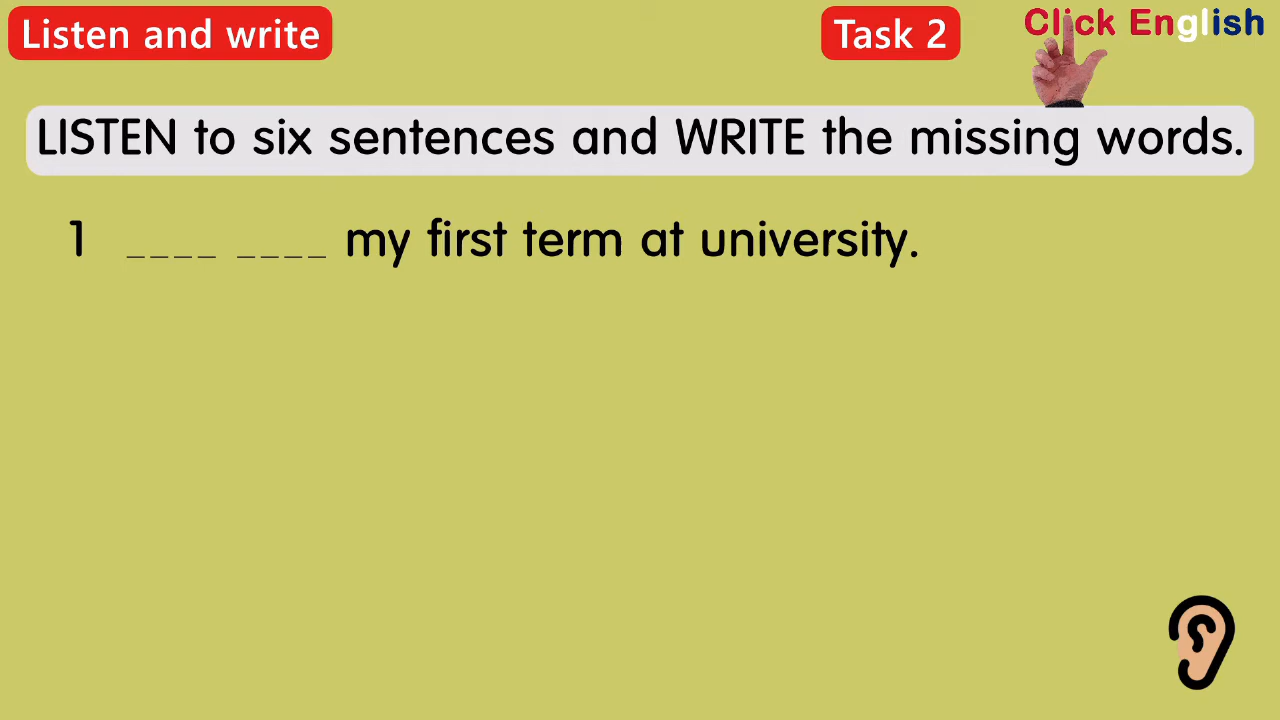 Listen and write
Task 2
Click English
LISTEN to six sentences and WRITE the missing words.
1 ____ ____ my first term at university.